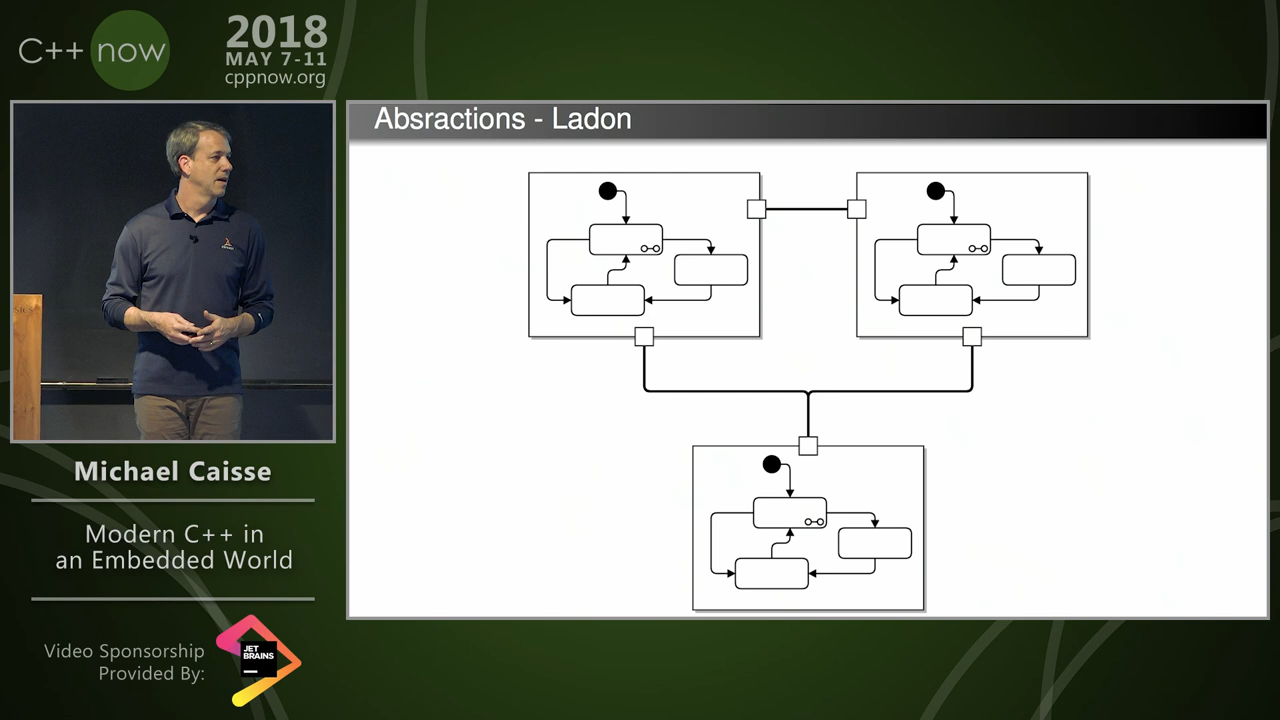 C++ now
2018
MAY 7-11
cppnow.org
Absractions - Ladon
Michael Caisse
Modern C++ in
an Embedded World
Video Sponsorship
Provided By:
JET
BRAINS